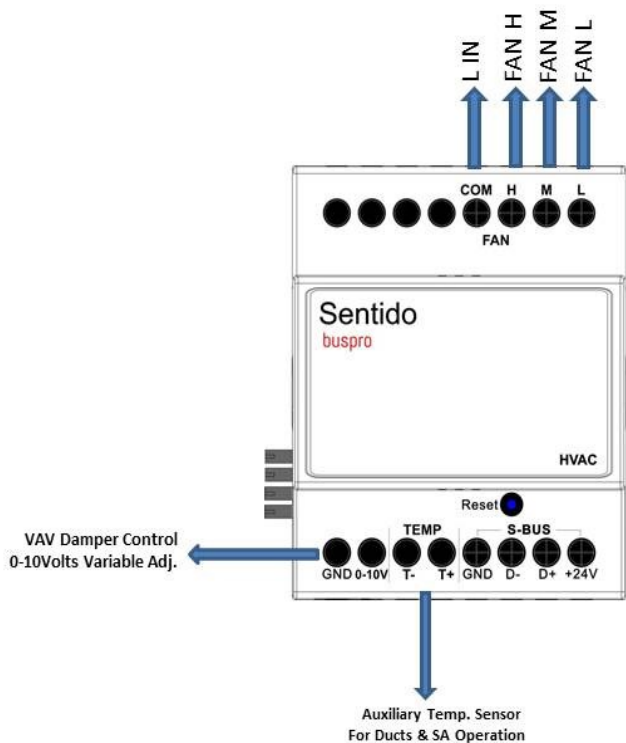 L IN
FAN H
FAN M
FAN L
COM H M L
FAN
Sentido
buspro
HVAC
Reset
TEMP S-BUS
GND 0-10V T- T+ GND D- D+ +24V
VAV Damper Control
0-10Volts Variable Adj.
Auxiliary Temp. Sensor
For Ducts & SA Operation